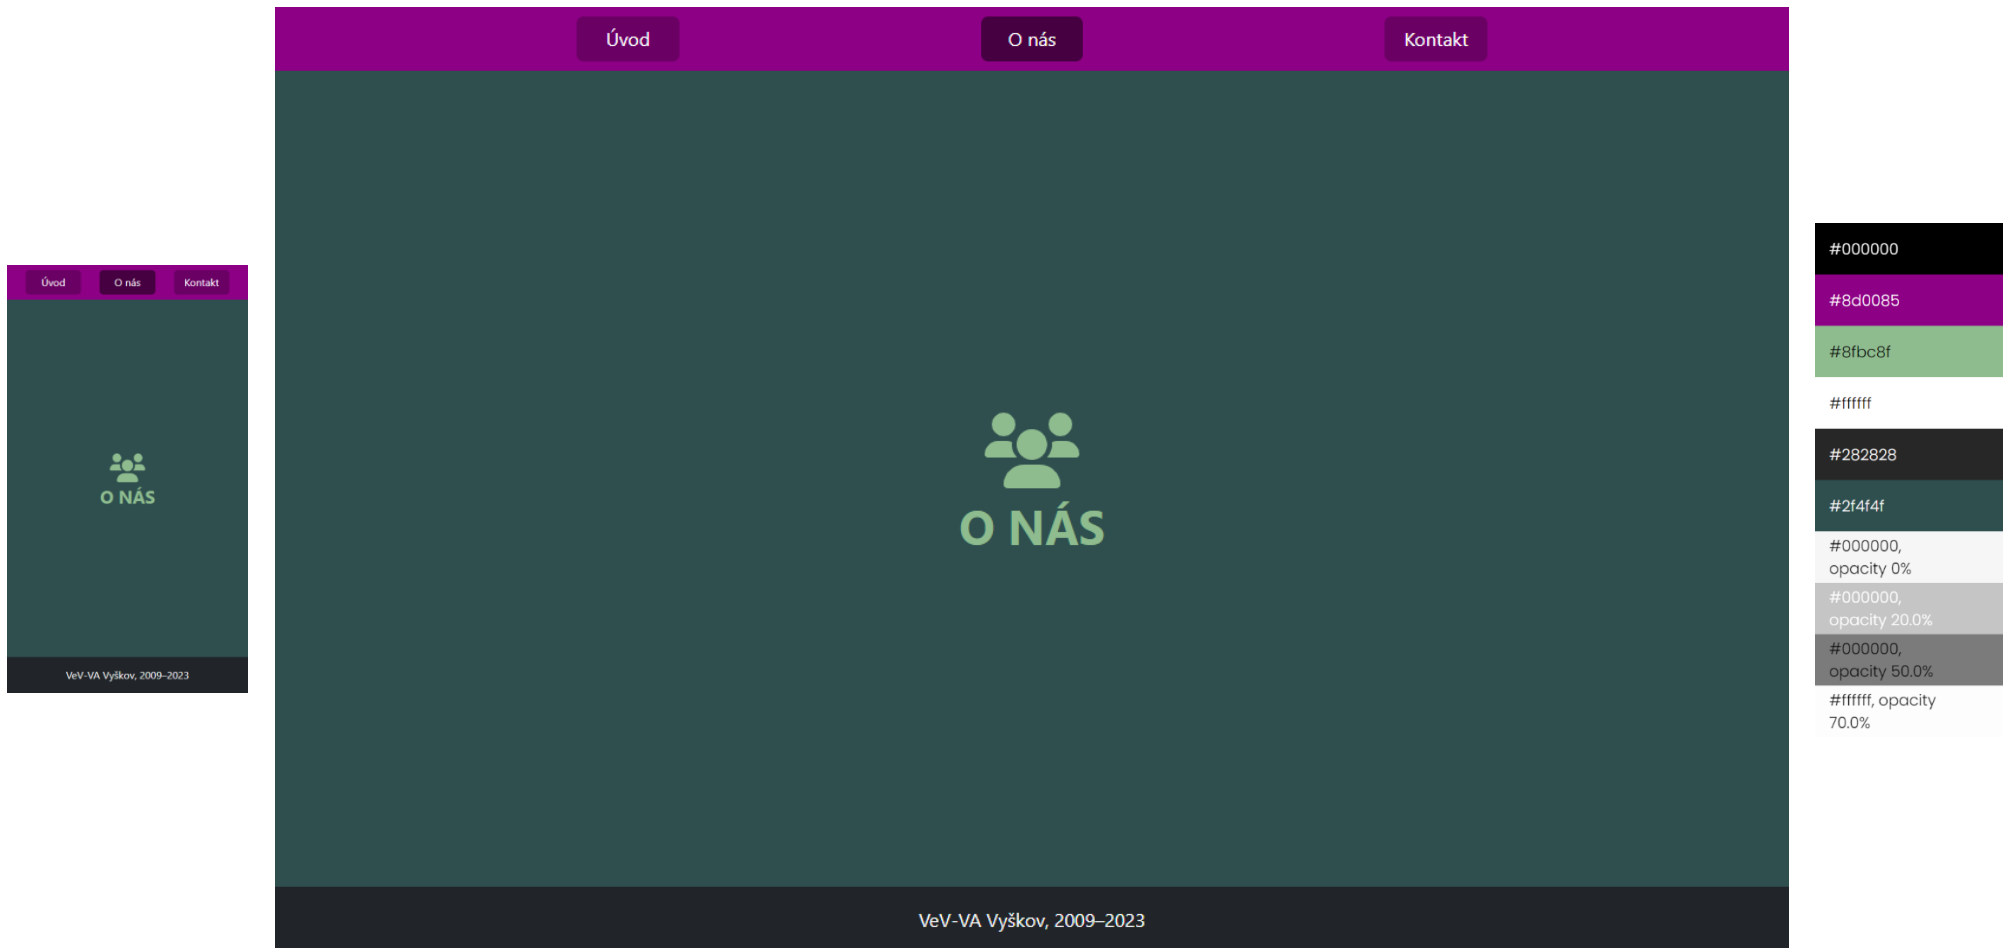 Úvod O nás Kontakt
O NÁS
VeV-VA Vyškov, 2009–2023
Úvod O nás Kontakt
O NÁS
VeV-VA Vyškov, 2009–2023
#000000
#8d0085
#8fbc8f
#ffffff
#282828
#2f4f4f
#000000,
opacity 0%
#000000,
opacity 20.0%
#000000,
opacity 50.0%
#ffffff, opacity
70.0%